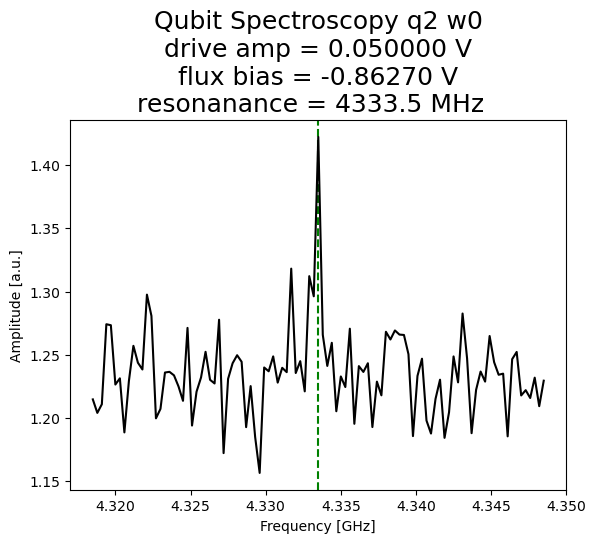 Qubit Spectroscopy q2 w0
drive amp = 0.050000 V
flux bias = -0.86270 V
resonanance = 4333.5 MHz
1.40
1.35
1.30
1.25
1.20
1.15
Amplitude [a.u.]
4.320 4.325 4.330 4.335 4.340 4.345 4.350
Frequency [GHz]